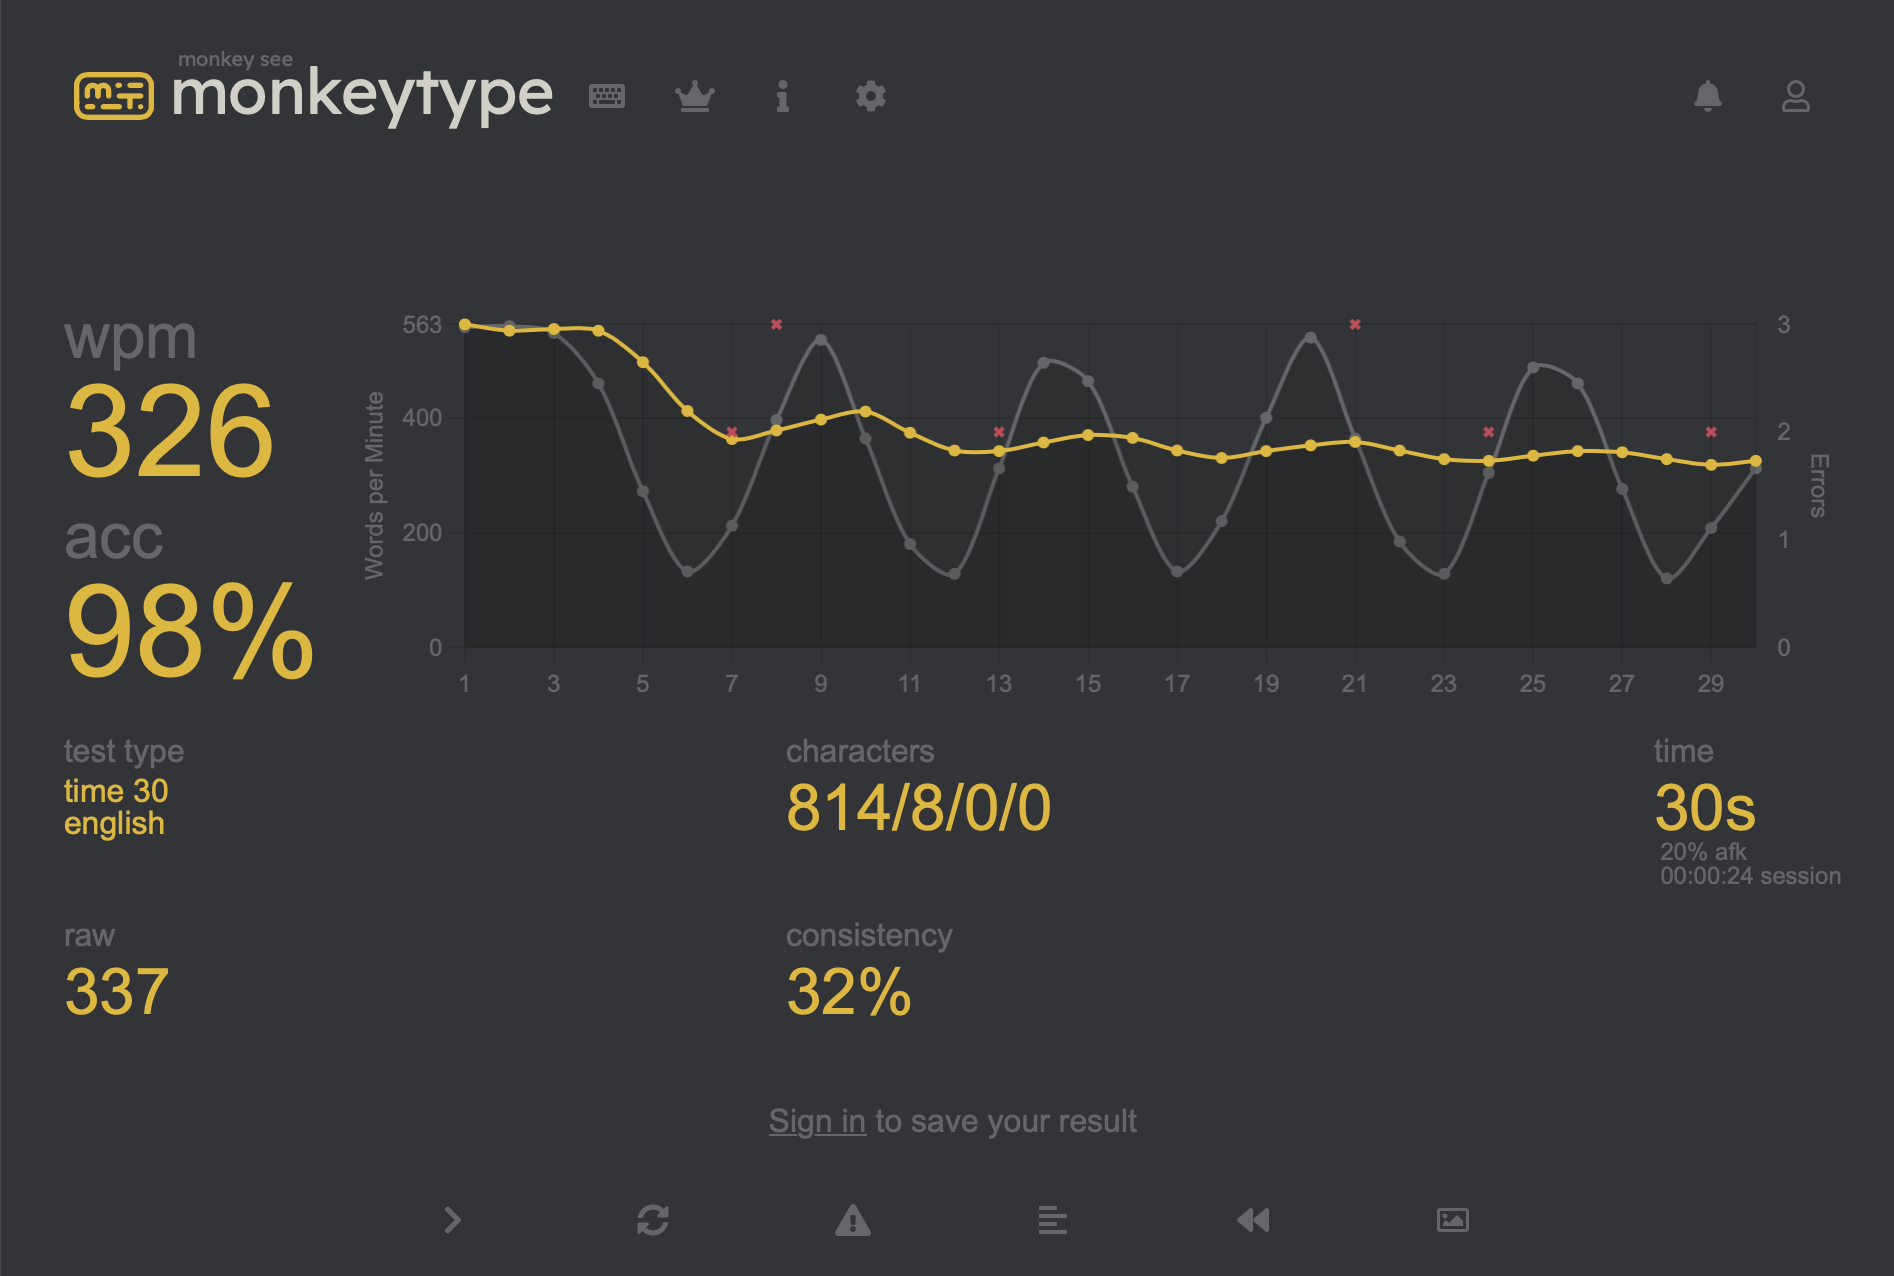 monkey see
monkeytype
wpm
326
acc
98%
563
400
200
0
Words per Minute
3
2
1
0
Errors
1 3 5 7 9 11 13 15 17 19 21 23 25 27 29
test type
time 30
english
characters
814/8/0/0
time
30s
20% afk
00:00:24 session
raw
337
consistency
32%
Sign in to save your result